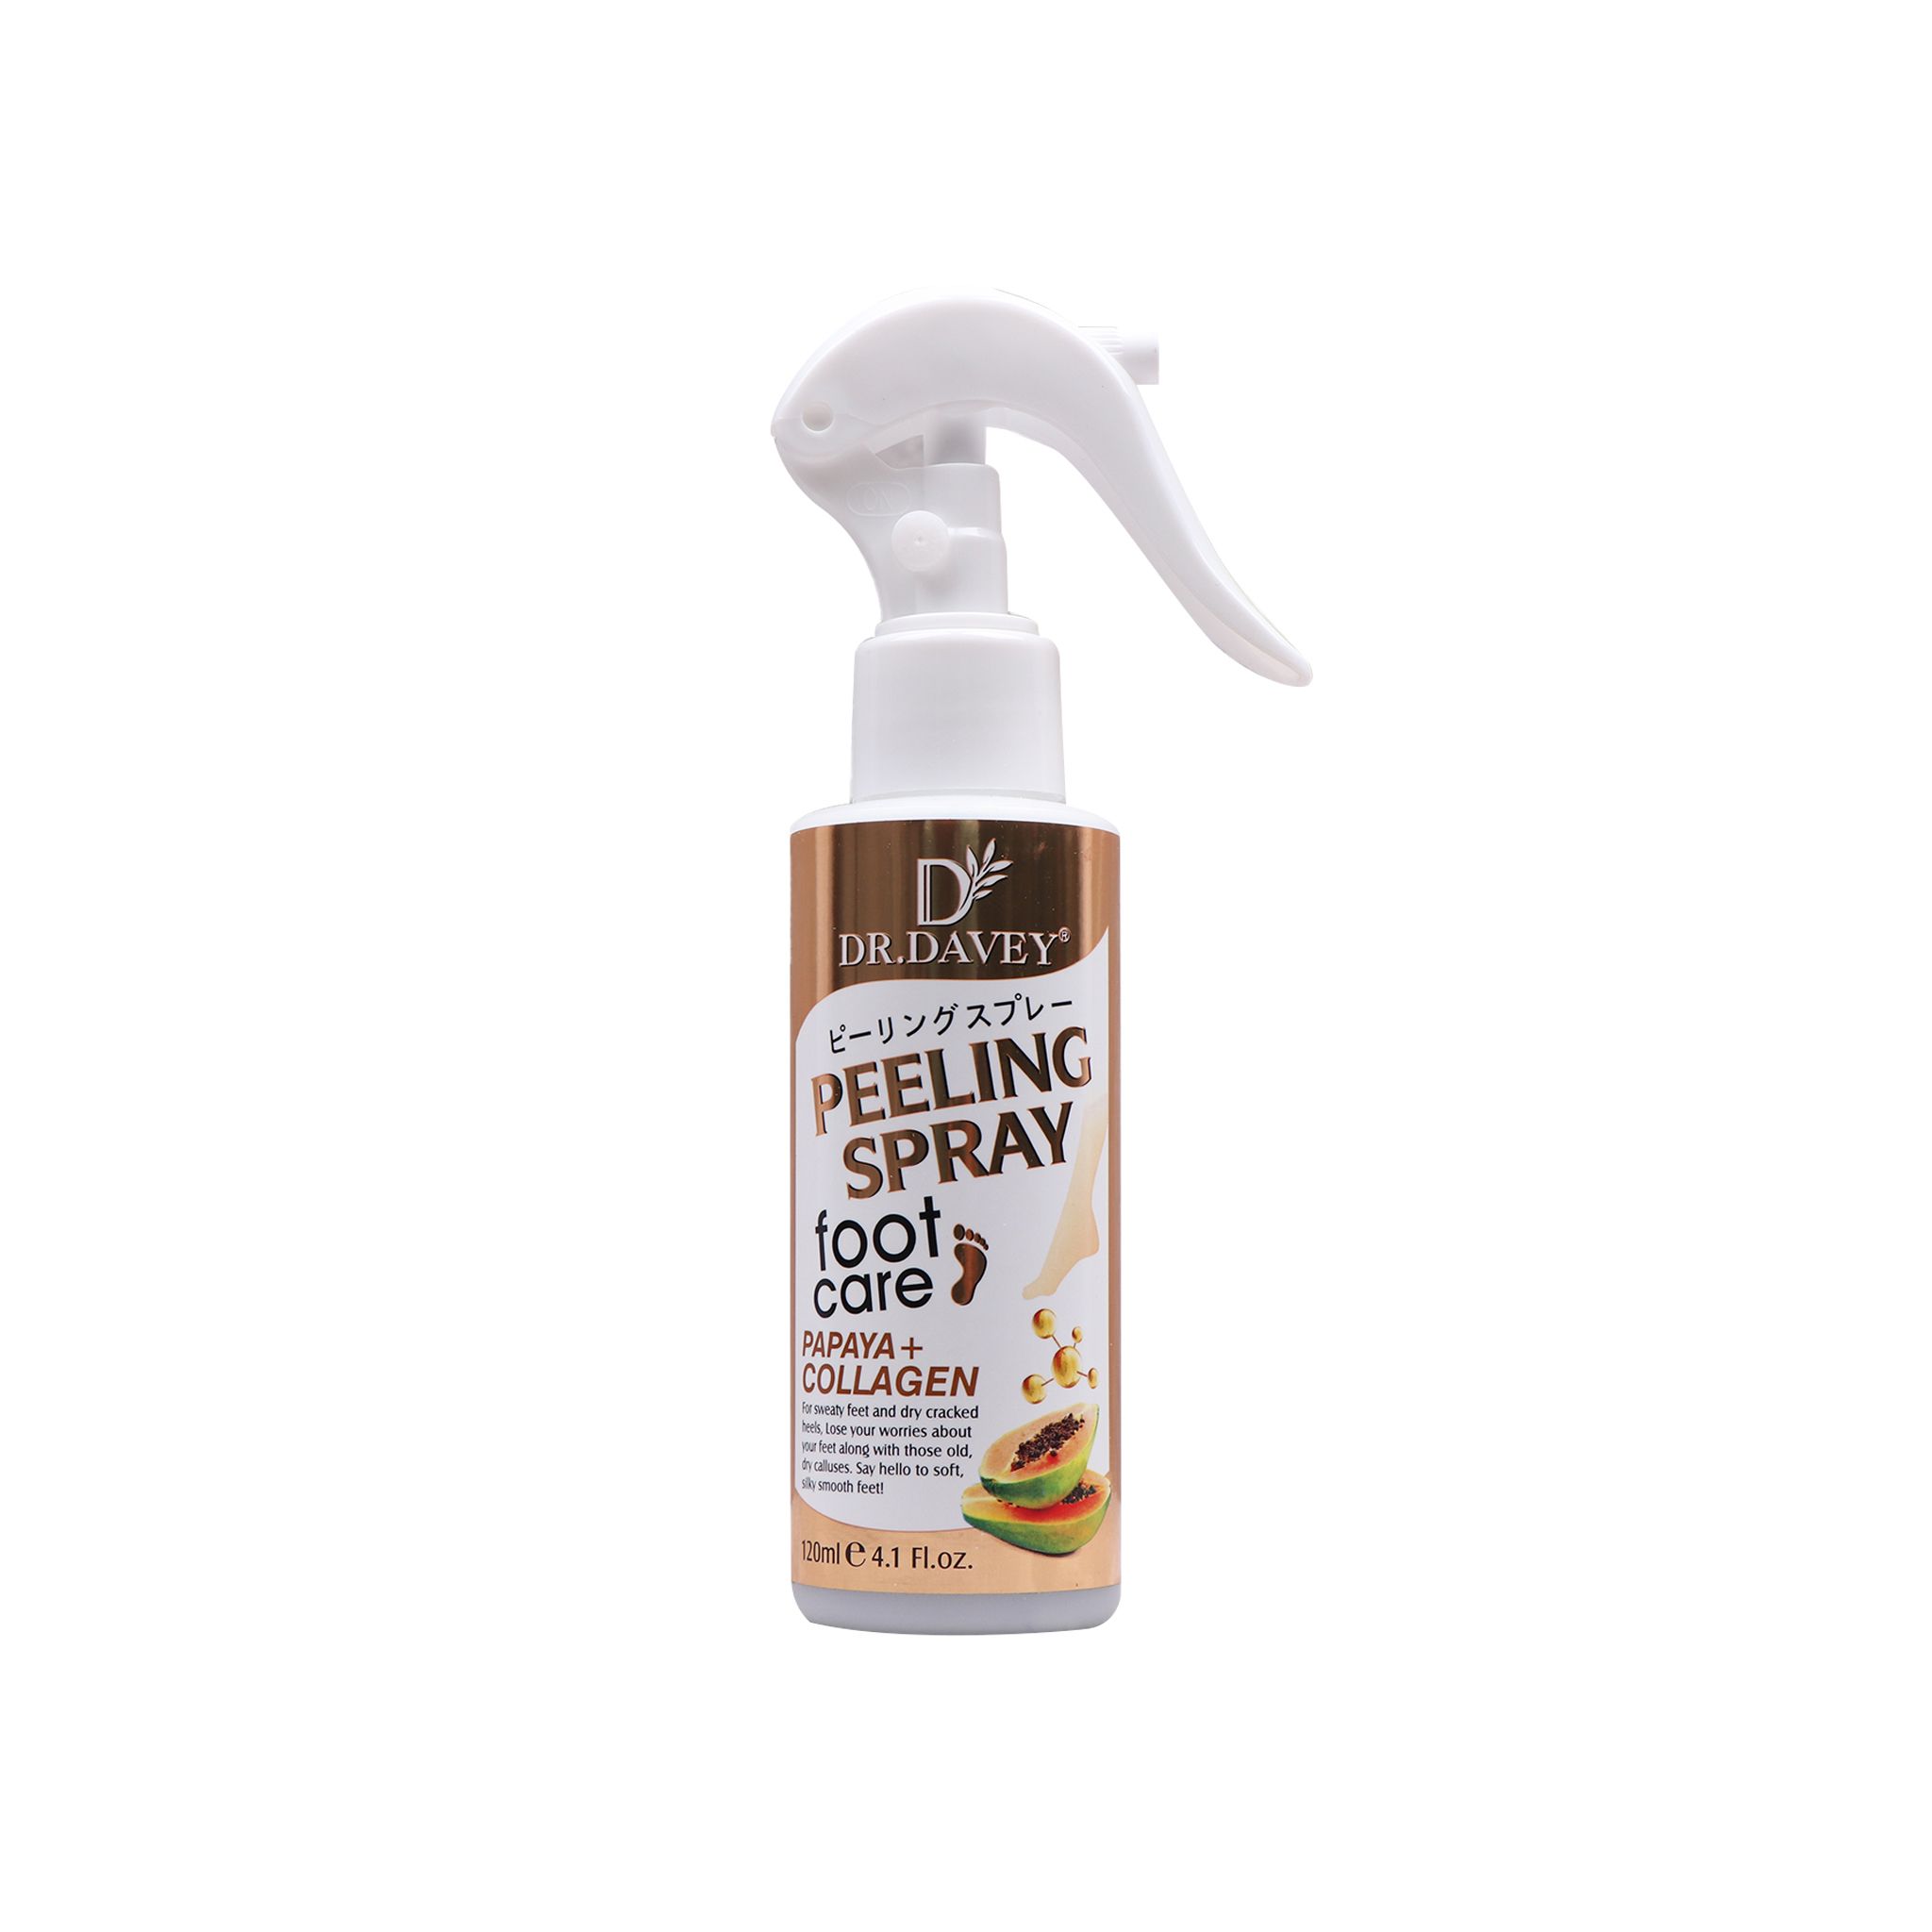 D
DR.DAVEY®
ピーリングスプレー
PEELING
SPRAY
foot
care
PAPAYA+
COLLAGEN
For sweaty feet and dry cracked
heels, Lose your worries about
your feet along with those old,
dry calluses. Say hello to soft,
silky smooth feet!
120ml ℮ 4.1 Fl.oz.